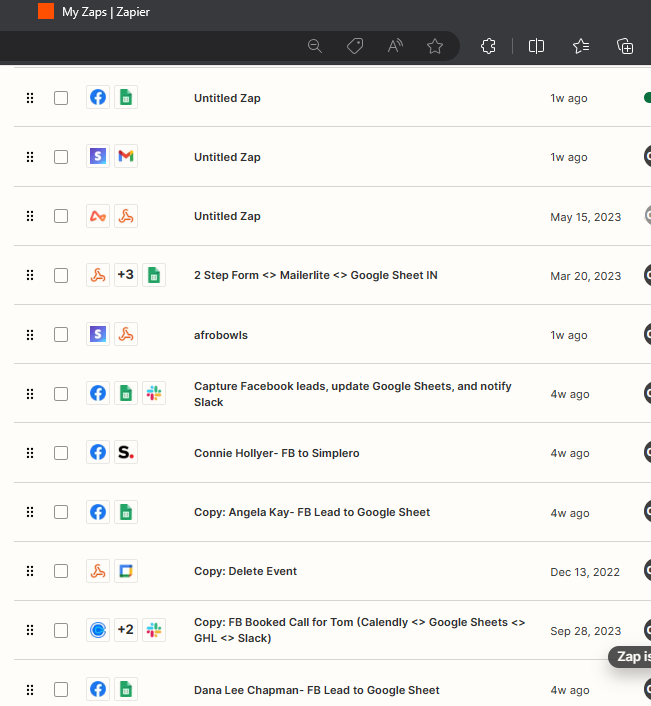 My Zaps | Zapier
Untitled Zap 1w ago
Untitled Zap 1w ago
Untitled Zap May 15, 2023
+3 2 Step Form <> Mailerlite <> Google Sheet IN Mar 20, 2023
afrobowls 1w ago
Capture Facebook leads, update Google Sheets, and notify
Slack 4w ago
Connie Hollyer- FB to Simplero 4w ago
Copy: Angela Kay- FB Lead to Google Sheet 4w ago
Copy: Delete Event Dec 13, 2022
+2 Copy: FB Booked Call for Tom (Calendly <> Google Sheets <>
GHL <> Slack) Sep 28, 2023
Zap is
Dana Lee Chapman- FB Lead to Google Sheet 4w ago